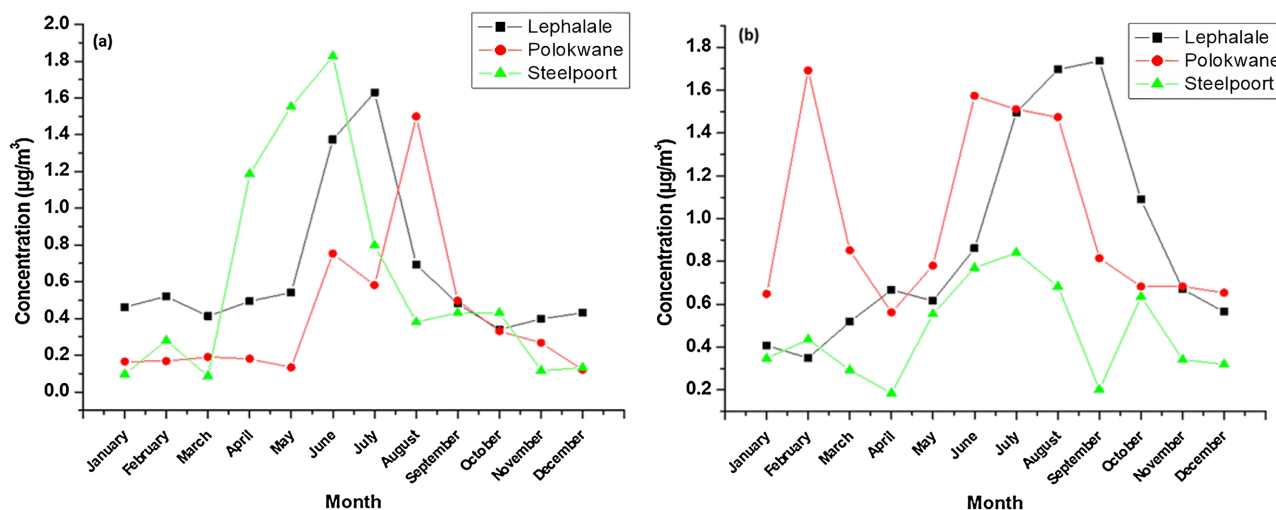 (a)
Lephalale
Polokwane
Steelpoort
Concentration (µg/m³)
2.0
1.8
1.6
1.4
1.2
1.0
0.8
0.6
0.4
0.2
0.0
January
February
March
April
May
June
July
August
September
October
November
December
Month
(b)
Lephalale
Polokwane
Steelpoort
Concentration (µg/m³)
1.8
1.6
1.4
1.2
1.0
0.8
0.6
0.4
0.2
January
February
March
April
May
June
July
August
September
October
November
December
Month